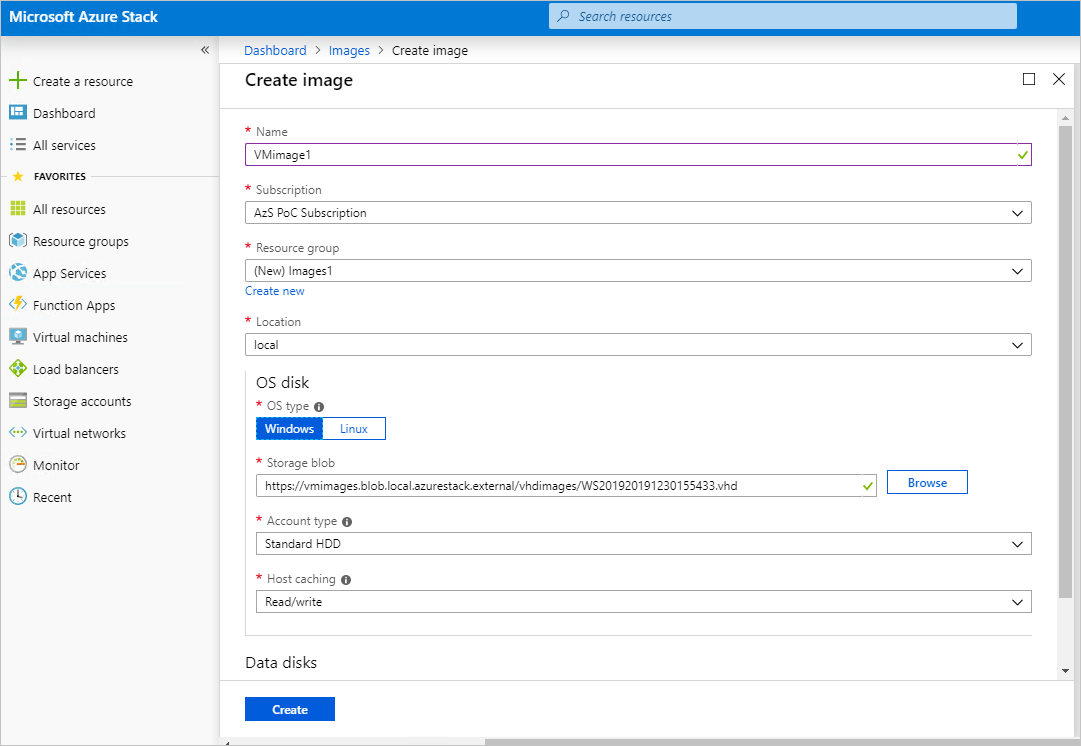 Microsoft Azure Stack
Search resources
«
Create a resource
Dashboard
All services
FAVORITES
All resources
Resource groups
App Services
Function Apps
Virtual machines
Load balancers
Storage accounts
Virtual networks
Monitor
Recent
Dashboard > Images > Create image
Create image
* Name
VMimage1
* Subscription
AzS PoC Subscription
* Resource group
(New) Images1
Create new
* Location
local
OS disk
* OS type
Windows Linux
* Storage blob
https://vmimages.blob.local.azurestack.external/vhdimages/WS201920191230155433.vhd
Browse
* Account type
Standard HDD
* Host caching
Read/write
Data disks
Create